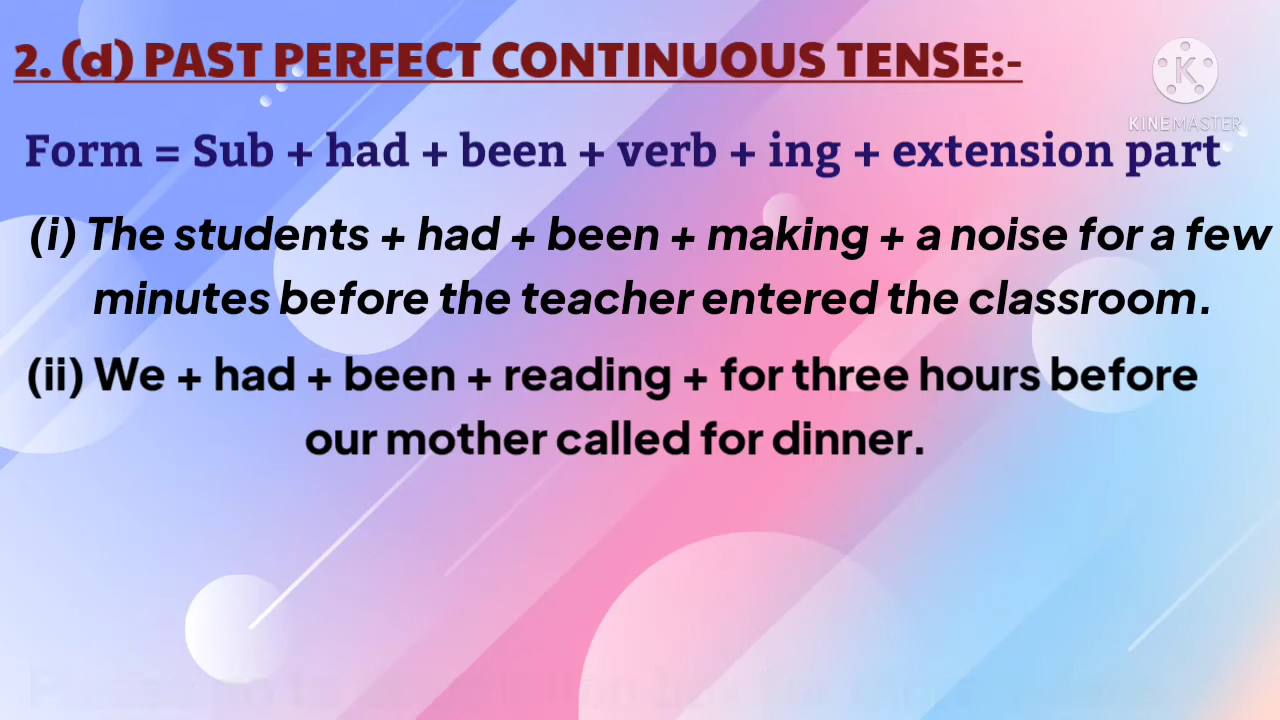 2. (d) PAST PERFECT CONTINUOUS TENSE:-
KINEMASTER
Form = Sub + had + been + verb + ing + extension part
(i) The students + had + been + making + a noise for a few
minutes before the teacher entered the classroom.
(ii) We + had + been + reading + for three hours before
our mother called for dinner.